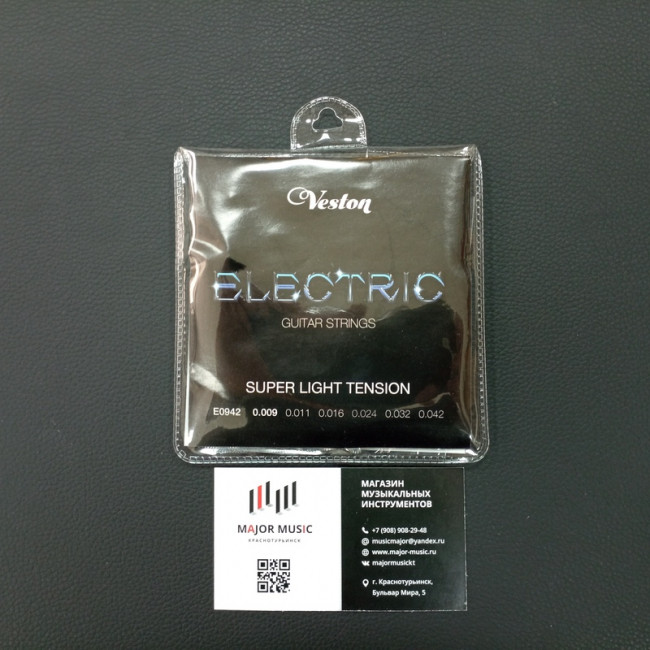 Veston
ELECTRIC
GUITAR STRINGS
SUPER LIGHT TENSION
E0942 0.009 0.011 0.016 0.024 0.032 0.042
MAJOR MUSIC
КРАСНОТУРЬИНСК
МАГАЗИН
МУЗЫКАЛЬНЫХ
ИНСТРУМЕНТОВ
+7 (908) 908-29-48
musicmajor@yandex.ru
www.major-music.ru
majormusickt
г. Краснотурьинск,
Бульвар Мира, 5